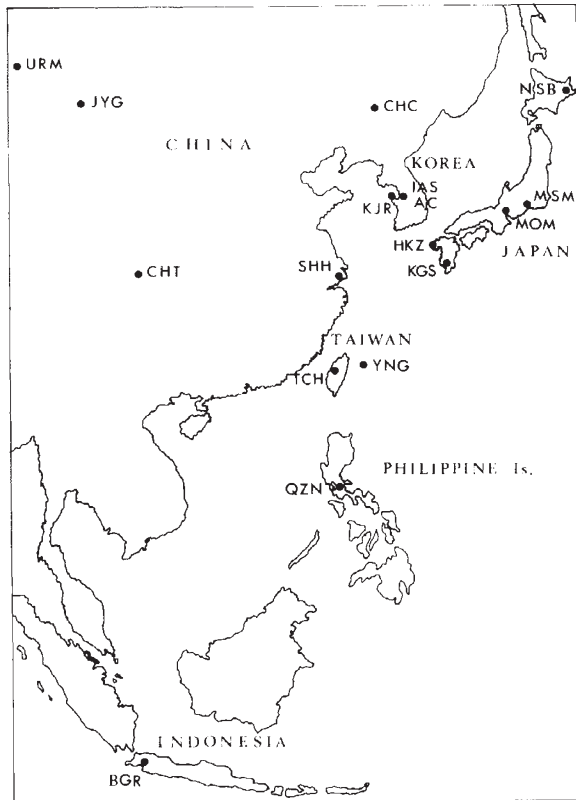 URM
JYG
CHC
NSB
CHINA
KOREA
IAS
KJR
AC
MSM
MOM
HKZ
JAPAN
KGS
CHT
SHH
TAIWAN
TCH
YNG
PHILIPPINE Is.
QZN
INDONESIA
BGR